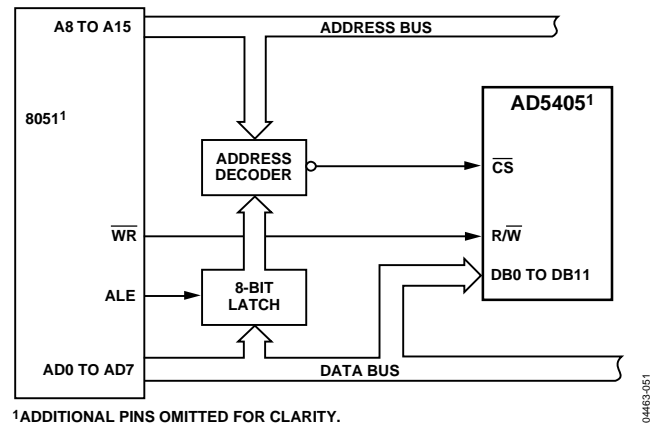 A8 TO A15
ADDRESS BUS
8051¹
AD5405¹
ADDRESS
DECODER
CS
WR
R/W
8-BIT
LATCH
DB0 TO DB11
ALE
AD0 TO AD7
DATA BUS
¹ADDITIONAL PINS OMITTED FOR CLARITY.
04463-051